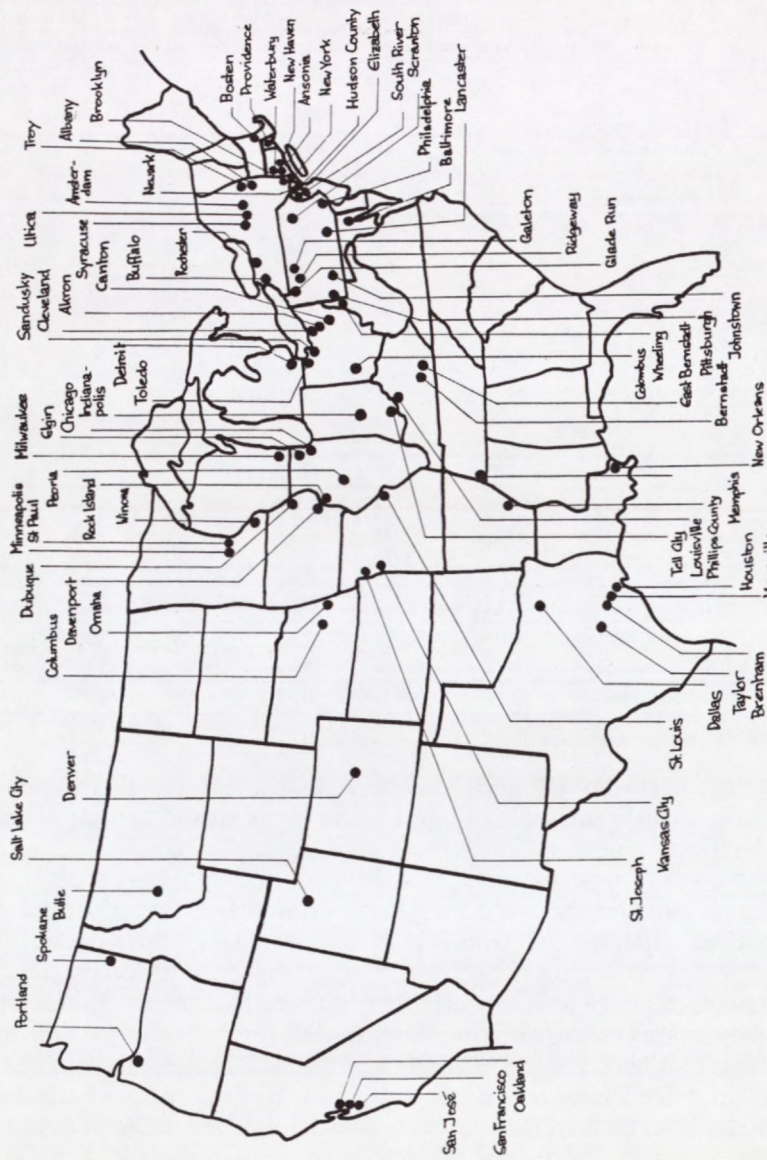 Portland
Spokane
Butte
Salt Lake City
Denver
Columbus
Davenport
Omaha
Dubuque
Minneapolis
St Paul
Peoria
Rock Island
Winona
Milwaukee
Elgin
Chicago
Indiana-
polis
Detroit
Toledo
Sandusky
Cleveland
Akron
Syracuse
Canton
Buffalo
Rochester
Utica
Amster-
dam
Newark
Troy
Albany
Brooklyn
Boston
Providence
Waterbury
New Haven
Ansonia
New York
Hudson County
Elizabeth
South River
Scranton
Philadelphia
Baltimore
Lancaster
Galeton
Ridgeway
Glade Run
Columbus
Wheeling
East Bernstadt
Pittsburgh
Bernstadt
Johnstown
New Orleans
Tell City
Louisville
Phillips County
Memphis
Houston
Dallas
Taylor
Brenham
St Louis
Kansas City
St. Joseph
San José
San Francisco
Oakland